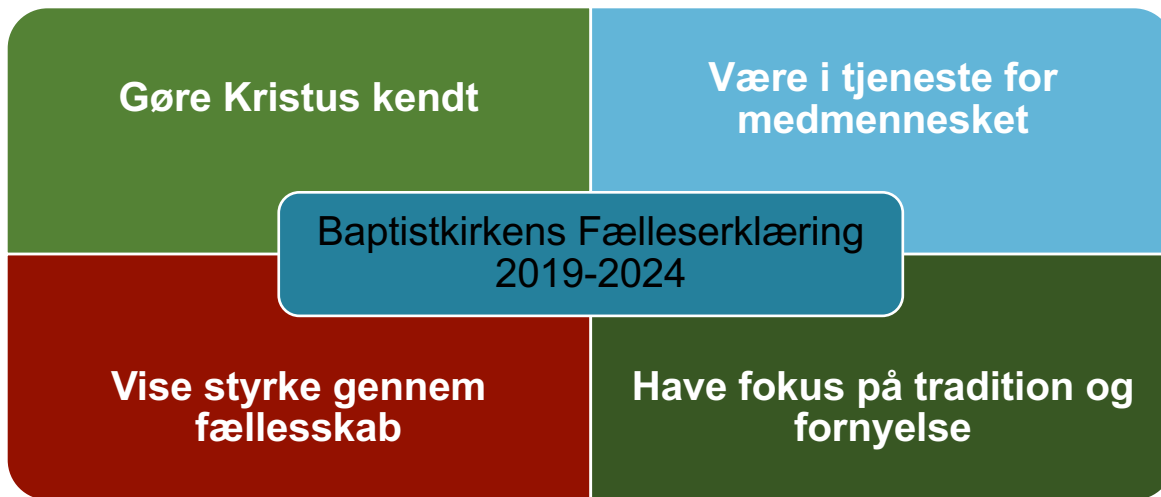 Gøre Kristus kendt
Være i tjeneste for
medmennesket
Baptistkirkens Fælleserklæring
2019-2024
Vise styrke gennem
fællesskab
Have fokus på tradition og
fornyelse